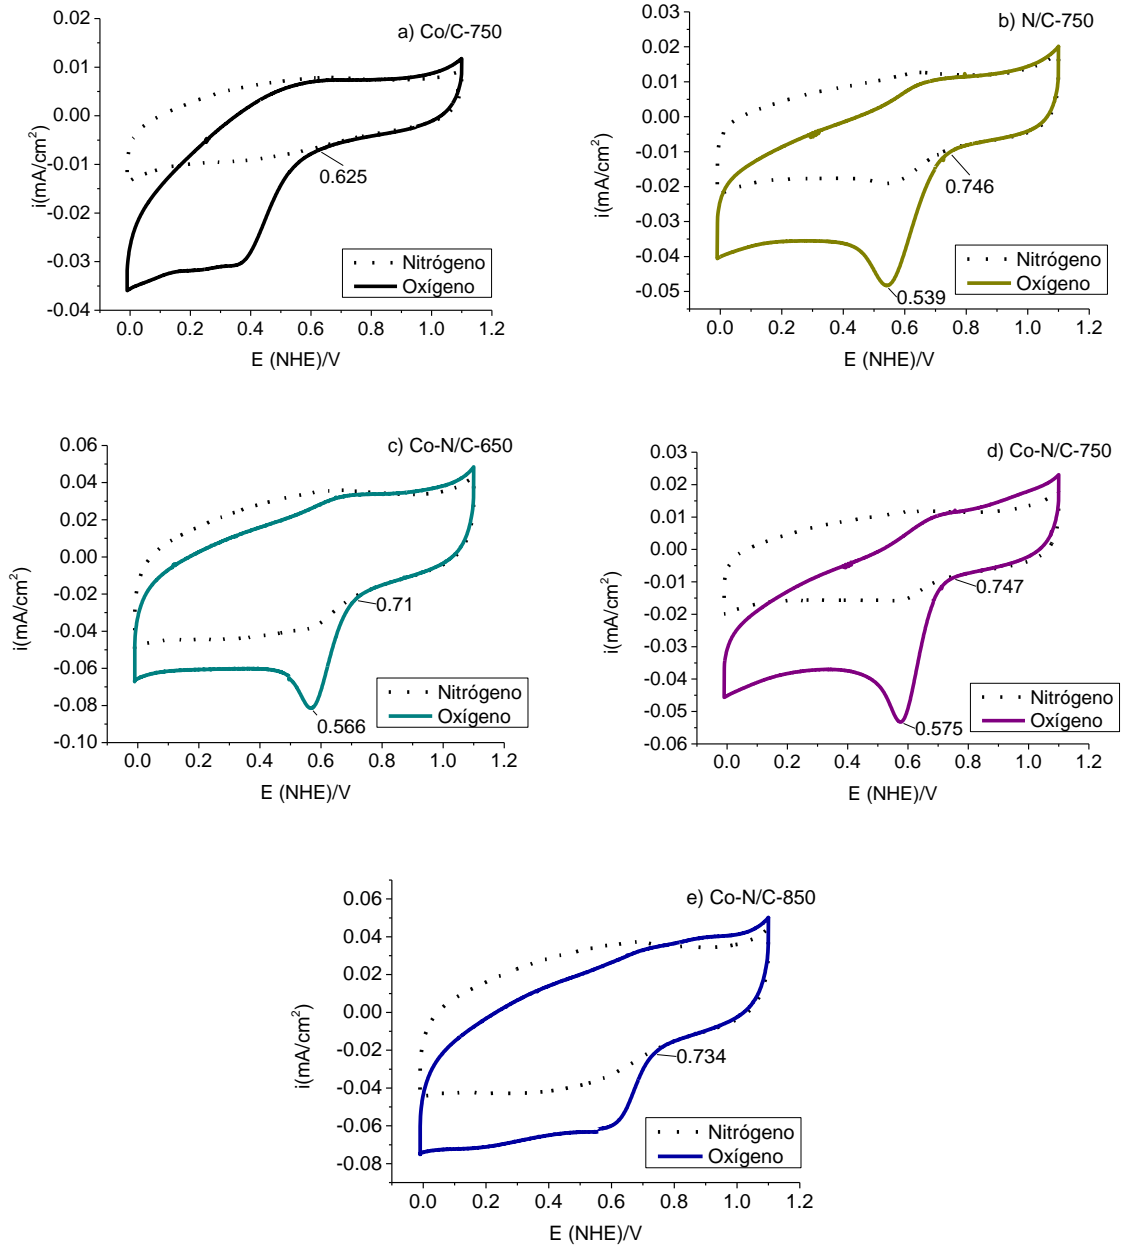 a) Co/C-750
0.02
0.01
0.00
-0.01
-0.02
-0.03
-0.04
i(mA/cm²)
0.625
Nitrógeno
Oxígeno
0.0 0.2 0.4 0.6 0.8 1.0 1.2
E (NHE)/V
b) N/C-750
0.03
0.02
0.01
0.00
-0.01
-0.02
-0.03
-0.04
-0.05
i(mA/cm²)
0.746
0.539
Nitrógeno
Oxígeno
0.0 0.2 0.4 0.6 0.8 1.0 1.2
E (NHE)/V
c) Co-N/C-650
0.06
0.04
0.02
0.00
-0.02
-0.04
-0.06
-0.08
-0.10
i(mA/cm²)
0.71
0.566
Nitrógeno
Oxígeno
0.0 0.2 0.4 0.6 0.8 1.0 1.2
E (NHE)/V
d) Co-N/C-750
0.03
0.02
0.01
0.00
-0.01
-0.02
-0.03
-0.04
-0.05
-0.06
i(mA/cm²)
0.747
0.575
Nitrógeno
Oxígeno
0.0 0.2 0.4 0.6 0.8 1.0 1.2
E (NHE)/V
e) Co-N/C-850
0.06
0.04
0.02
0.00
-0.02
-0.04
-0.06
-0.08
i(mA/cm²)
0.734
Nitrógeno
Oxígeno
0.0 0.2 0.4 0.6 0.8 1.0 1.2
E (NHE)/V